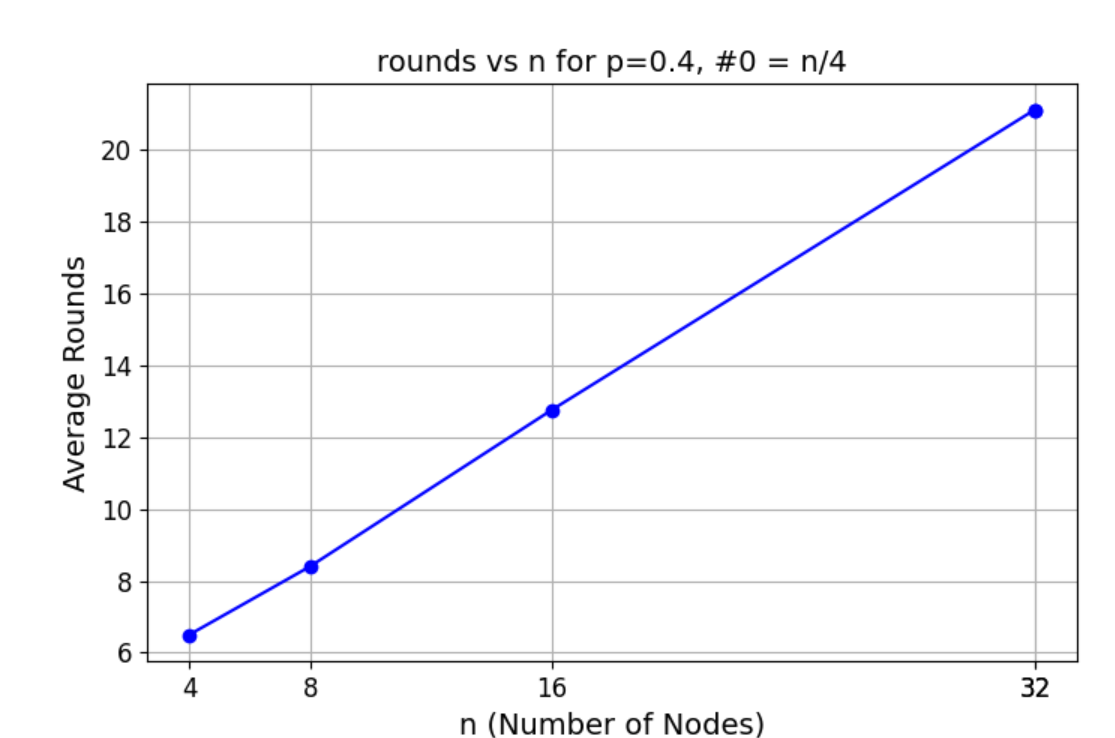 rounds vs n for p=0.4, #0 = n/4
Average Rounds
20
18
16
14
12
10
8
6
4 8 16 32
n (Number of Nodes)